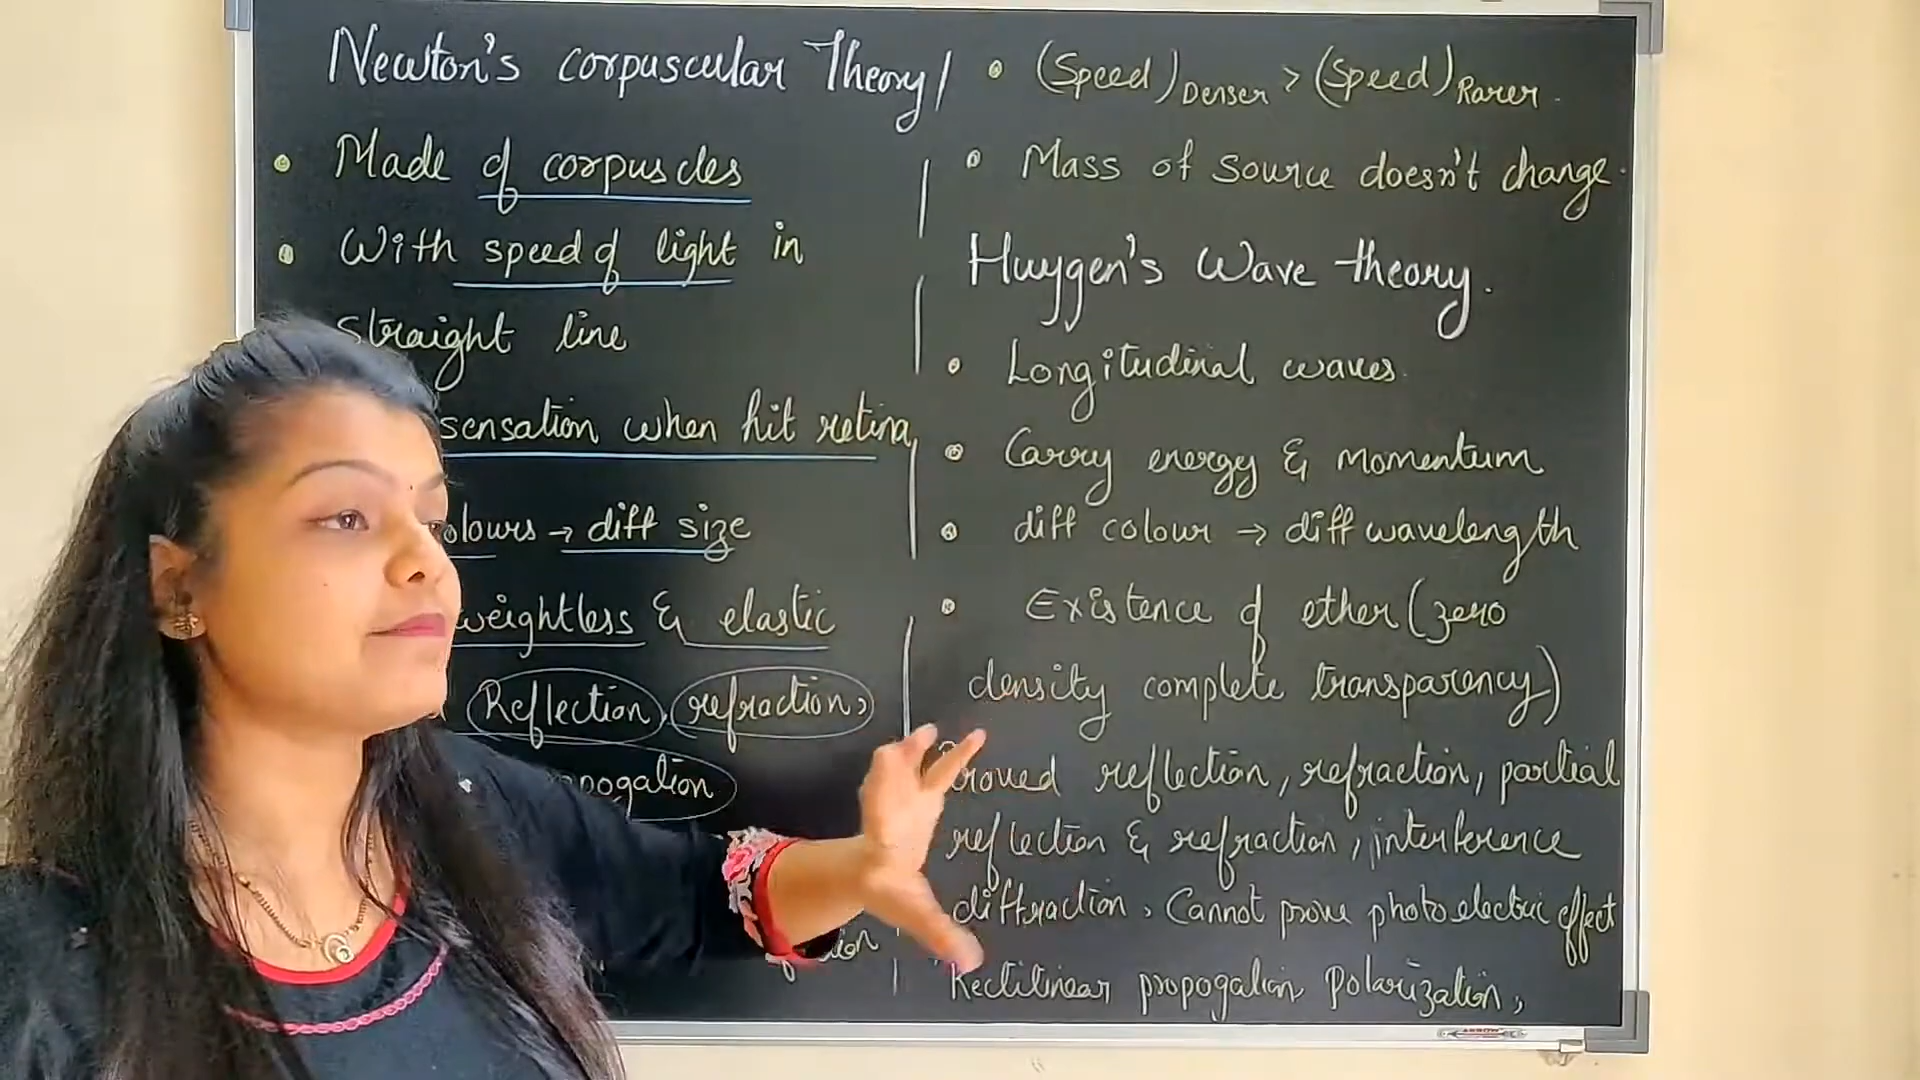 Newton's corpuscular Theory
Made of corpuscles
With speed of light in
straight line
sensation when hit retina
olours → diff size
weightless & elastic
Reflection, refraction,
pogation
(Speed)Denser > (Speed)Rarer.
Mass of source doesn't change.
Huygen's Wave theory.
Longitudinal waves.
Carry energy & momentum
diff colour → diff wavelength
Existence of ether (zero
density complete transparency)
Proved reflection, refraction, partial
reflection & refraction, interference
diffraction, Cannot prove photoelectric effect
Rectilinear propogation, Polarization,
ARROW